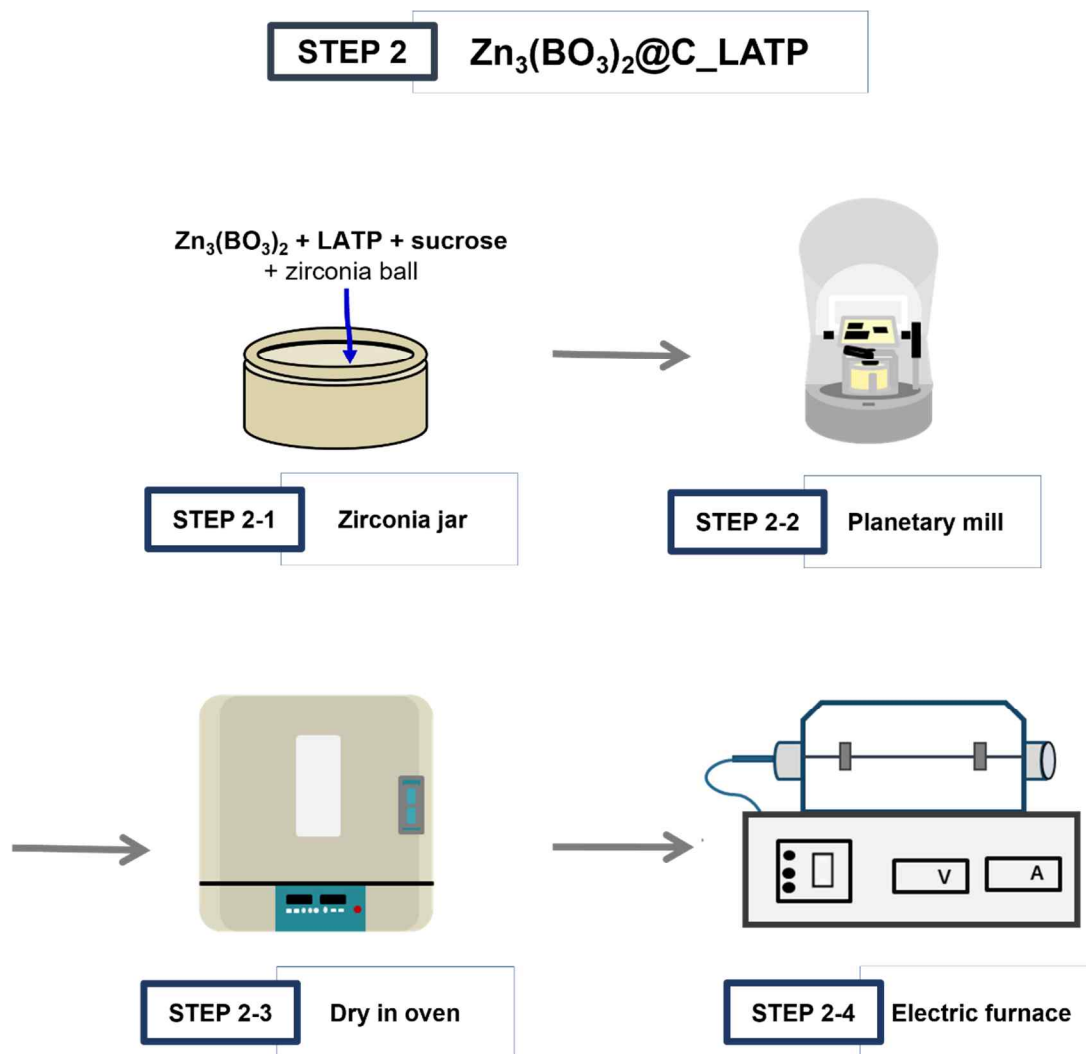 STEP 2 Zn₃(BO₃)₂@C_LATP
Zn₃(BO₃)₂ + LATP + sucrose
+ zirconia ball
STEP 2-1 Zirconia jar
STEP 2-2 Planetary mill
V A
STEP 2-3 Dry in oven
STEP 2-4 Electric furnace